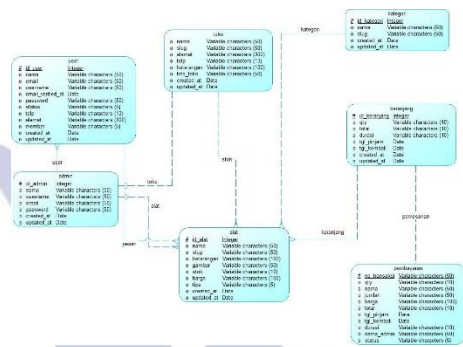 kategori
# id_kategori Integer
o nama Variable characters (50)
o slug Variable characters (50)
o created_at Date
o updated_at Date
kategori
toko
o nama Variable characters (50)
o slug Variable characters (50)
o alamat Variable characters (300)
o telp Variable characters (13)
o keterangan Variable characters (100)
o foto_toko Variable characters (50)
o created_at Date
o updated_at Date
user
# id_user Integer
o nama Variable characters (50)
o email Variable characters (50)
o username Variable characters (50)
o email_verified_at Date
o password Variable characters (50)
o status Variable characters (5)
o telp Variable characters (13)
o alamat Variable characters (300)
o member Variable characters (5)
o created_at Date
o updated_at Date
user
admin
# id_admin Integer
o nama Variable characters (50)
o username Variable characters (50)
o email Variable characters (50)
o password Variable characters (50)
o created_at Date
o updated_at Date
toko
alat
stok
keranjang
# id_keranjang Integer
o qty Variable characters (10)
o total Variable characters (10)
o durasi Variable characters (10)
o tgl_pinjam Date
o tgl_kembali Date
o created_at Date
o updated_at Date
pemesanan
keranjang
alat
# id_alat Integer
o nama Variable characters (50)
o slug Variable characters (50)
o keterangan Variable characters (100)
o gambar Variable characters (50)
o stok Variable characters (10)
o harga Variable characters (100)
o tipe Variable characters (5)
o created_at Date
o updated_at Date
pembayaran
# no_transaksi Variable characters (50)
o qty Variable characters (10)
o nama Variable characters (50)
o jumlah Variable characters (50)
o harga Variable characters (100)
o total Variable characters (10)
o tgl_pinjam Date
o tgl_kembali Date
o durasi Variable characters (10)
o nama_admin Variable characters (50)
o status Variable characters (5)